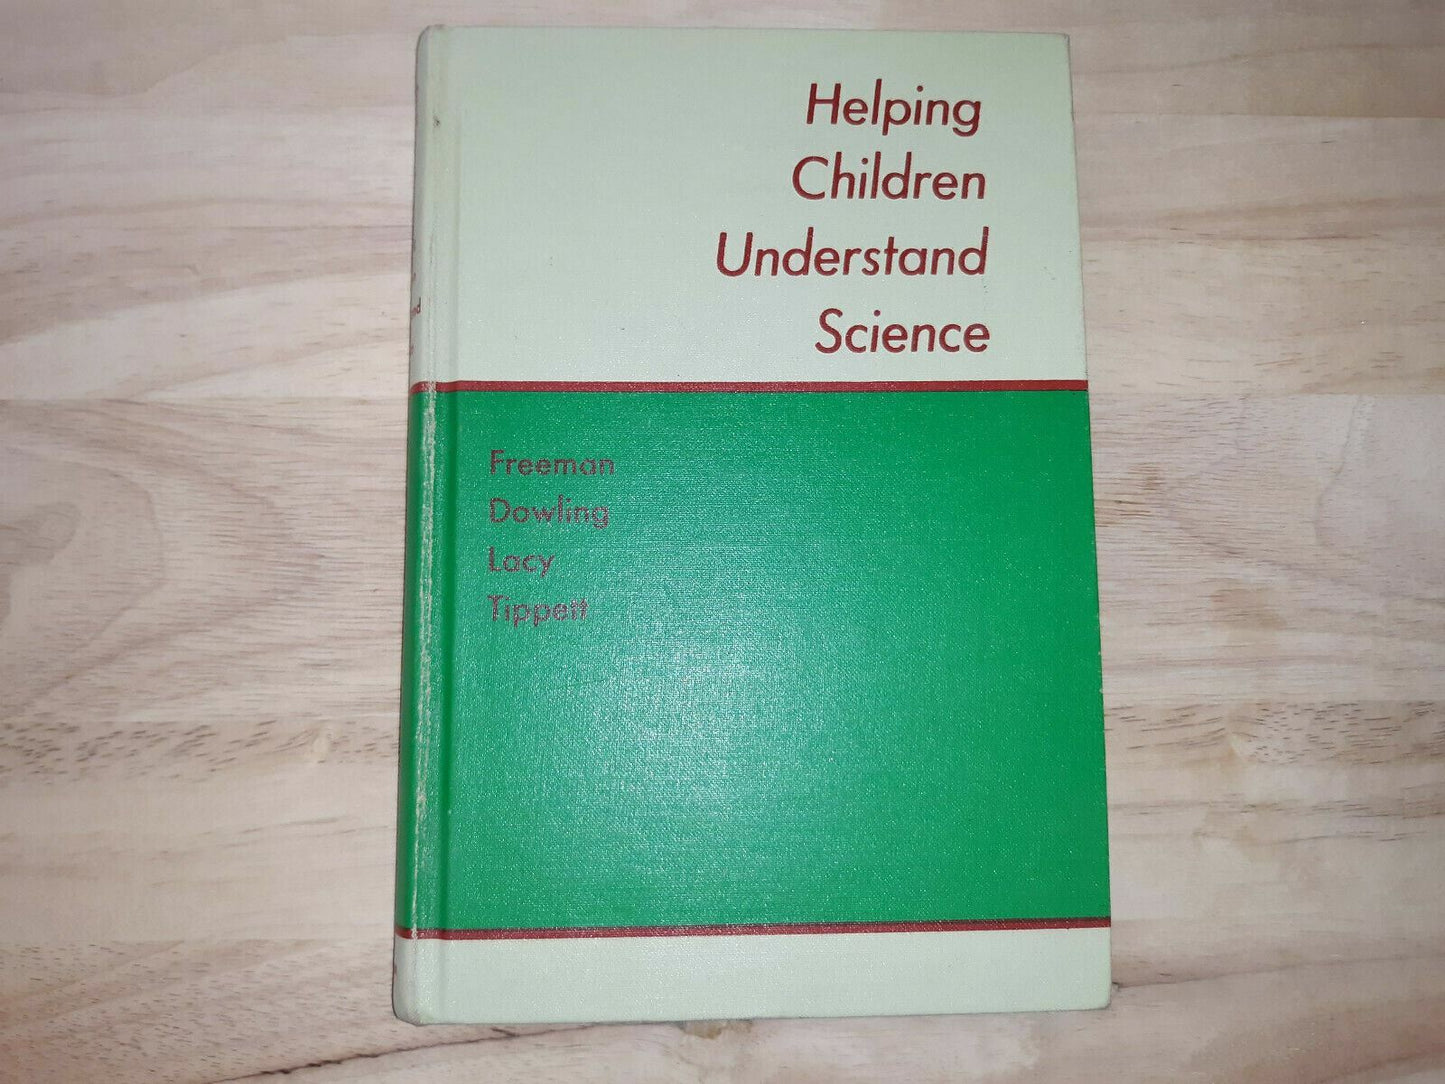 Helping
Children
Understand
Science
Freeman
Dowling
Lacy
Tippett